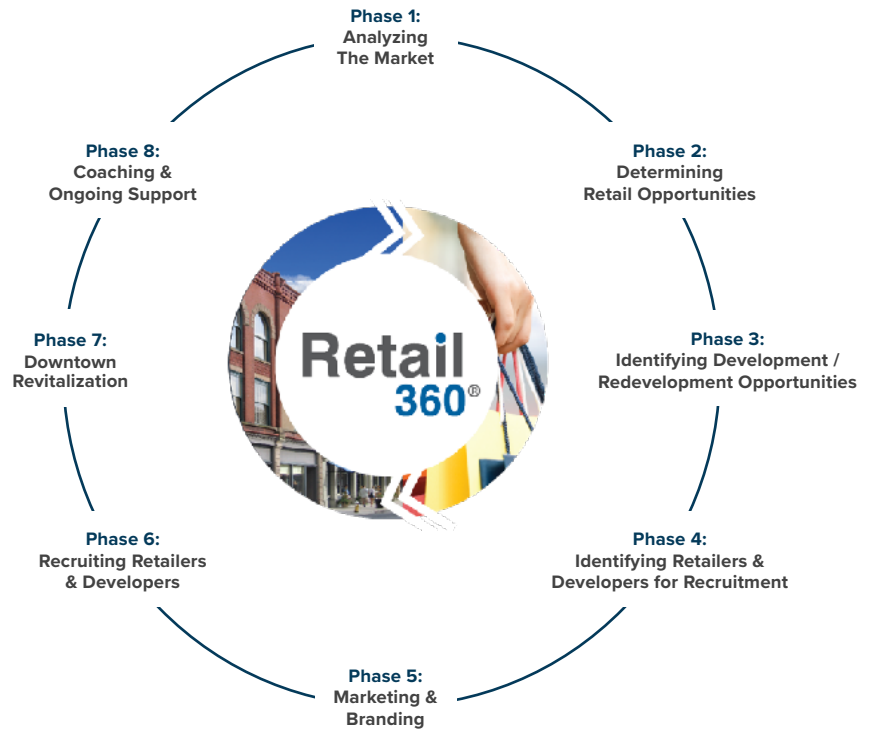 Phase 1:
Analyzing
The Market
Phase 2:
Determining
Retail Opportunities
Phase 3:
Identifying Development /
Redevelopment Opportunities
Phase 4:
Identifying Retailers &
Developers for Recruitment
Phase 5:
Marketing &
Branding
Phase 6:
Recruiting Retailers
& Developers
Phase 7:
Downtown
Revitalization
Phase 8:
Coaching &
Ongoing Support
Retail
360®